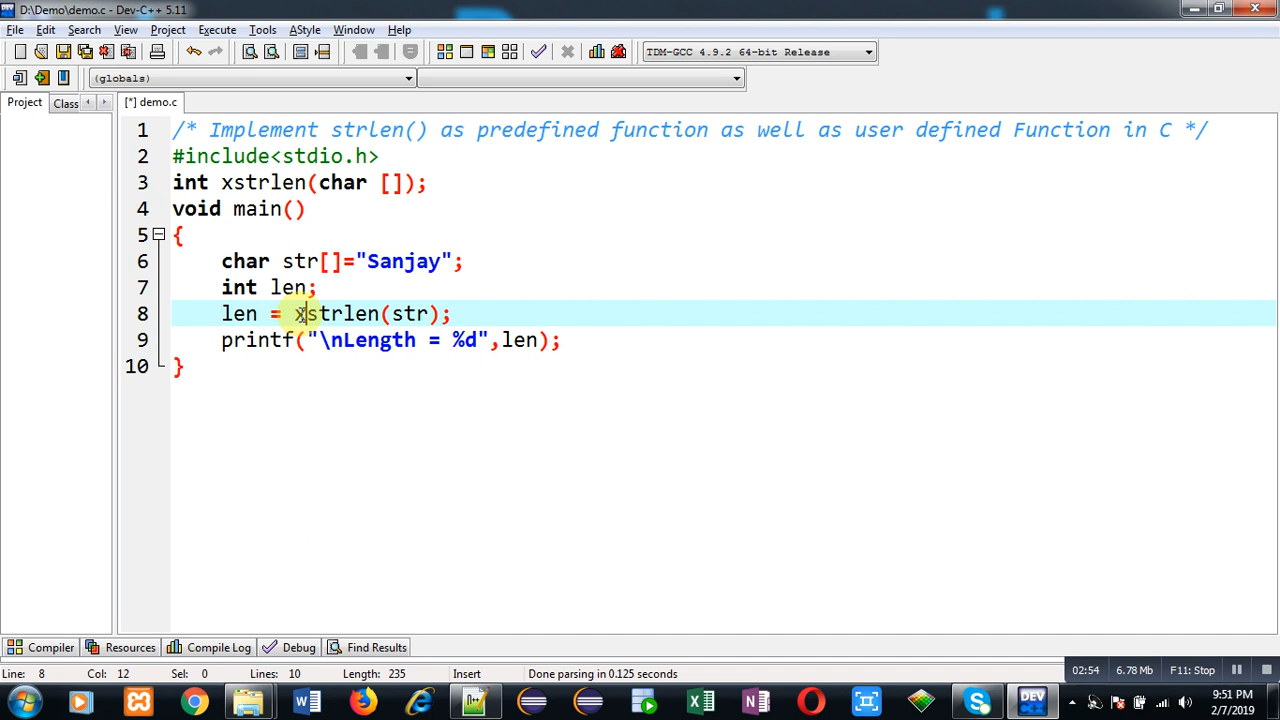 D:\Demo\demo.c - Dev-C++ 5.11
File Edit Search View Project Execute Tools AStyle Window Help
TDM-GCC 4.9.2 64-bit Release
(globals)
Project Class [*] demo.c
1 /* Implement strlen() as predefined function as well as user defined Function in C */
2 #include<stdio.h>
3 int xstrlen(char []);
4 void main()
5 {
6 char str[]="Sanjay";
7 int len;
8 len = xstrlen(str);
9 printf("\nLength = %d",len);
10 }
Compiler Resources Compile Log Debug Find Results
Line: 8 Col: 12 Sel: 0 Lines: 10 Length: 235 Insert Done parsing in 0.125 seconds
02:54 6.78 Mb F11: Stop
DEV
9:51 PM
2/7/2019